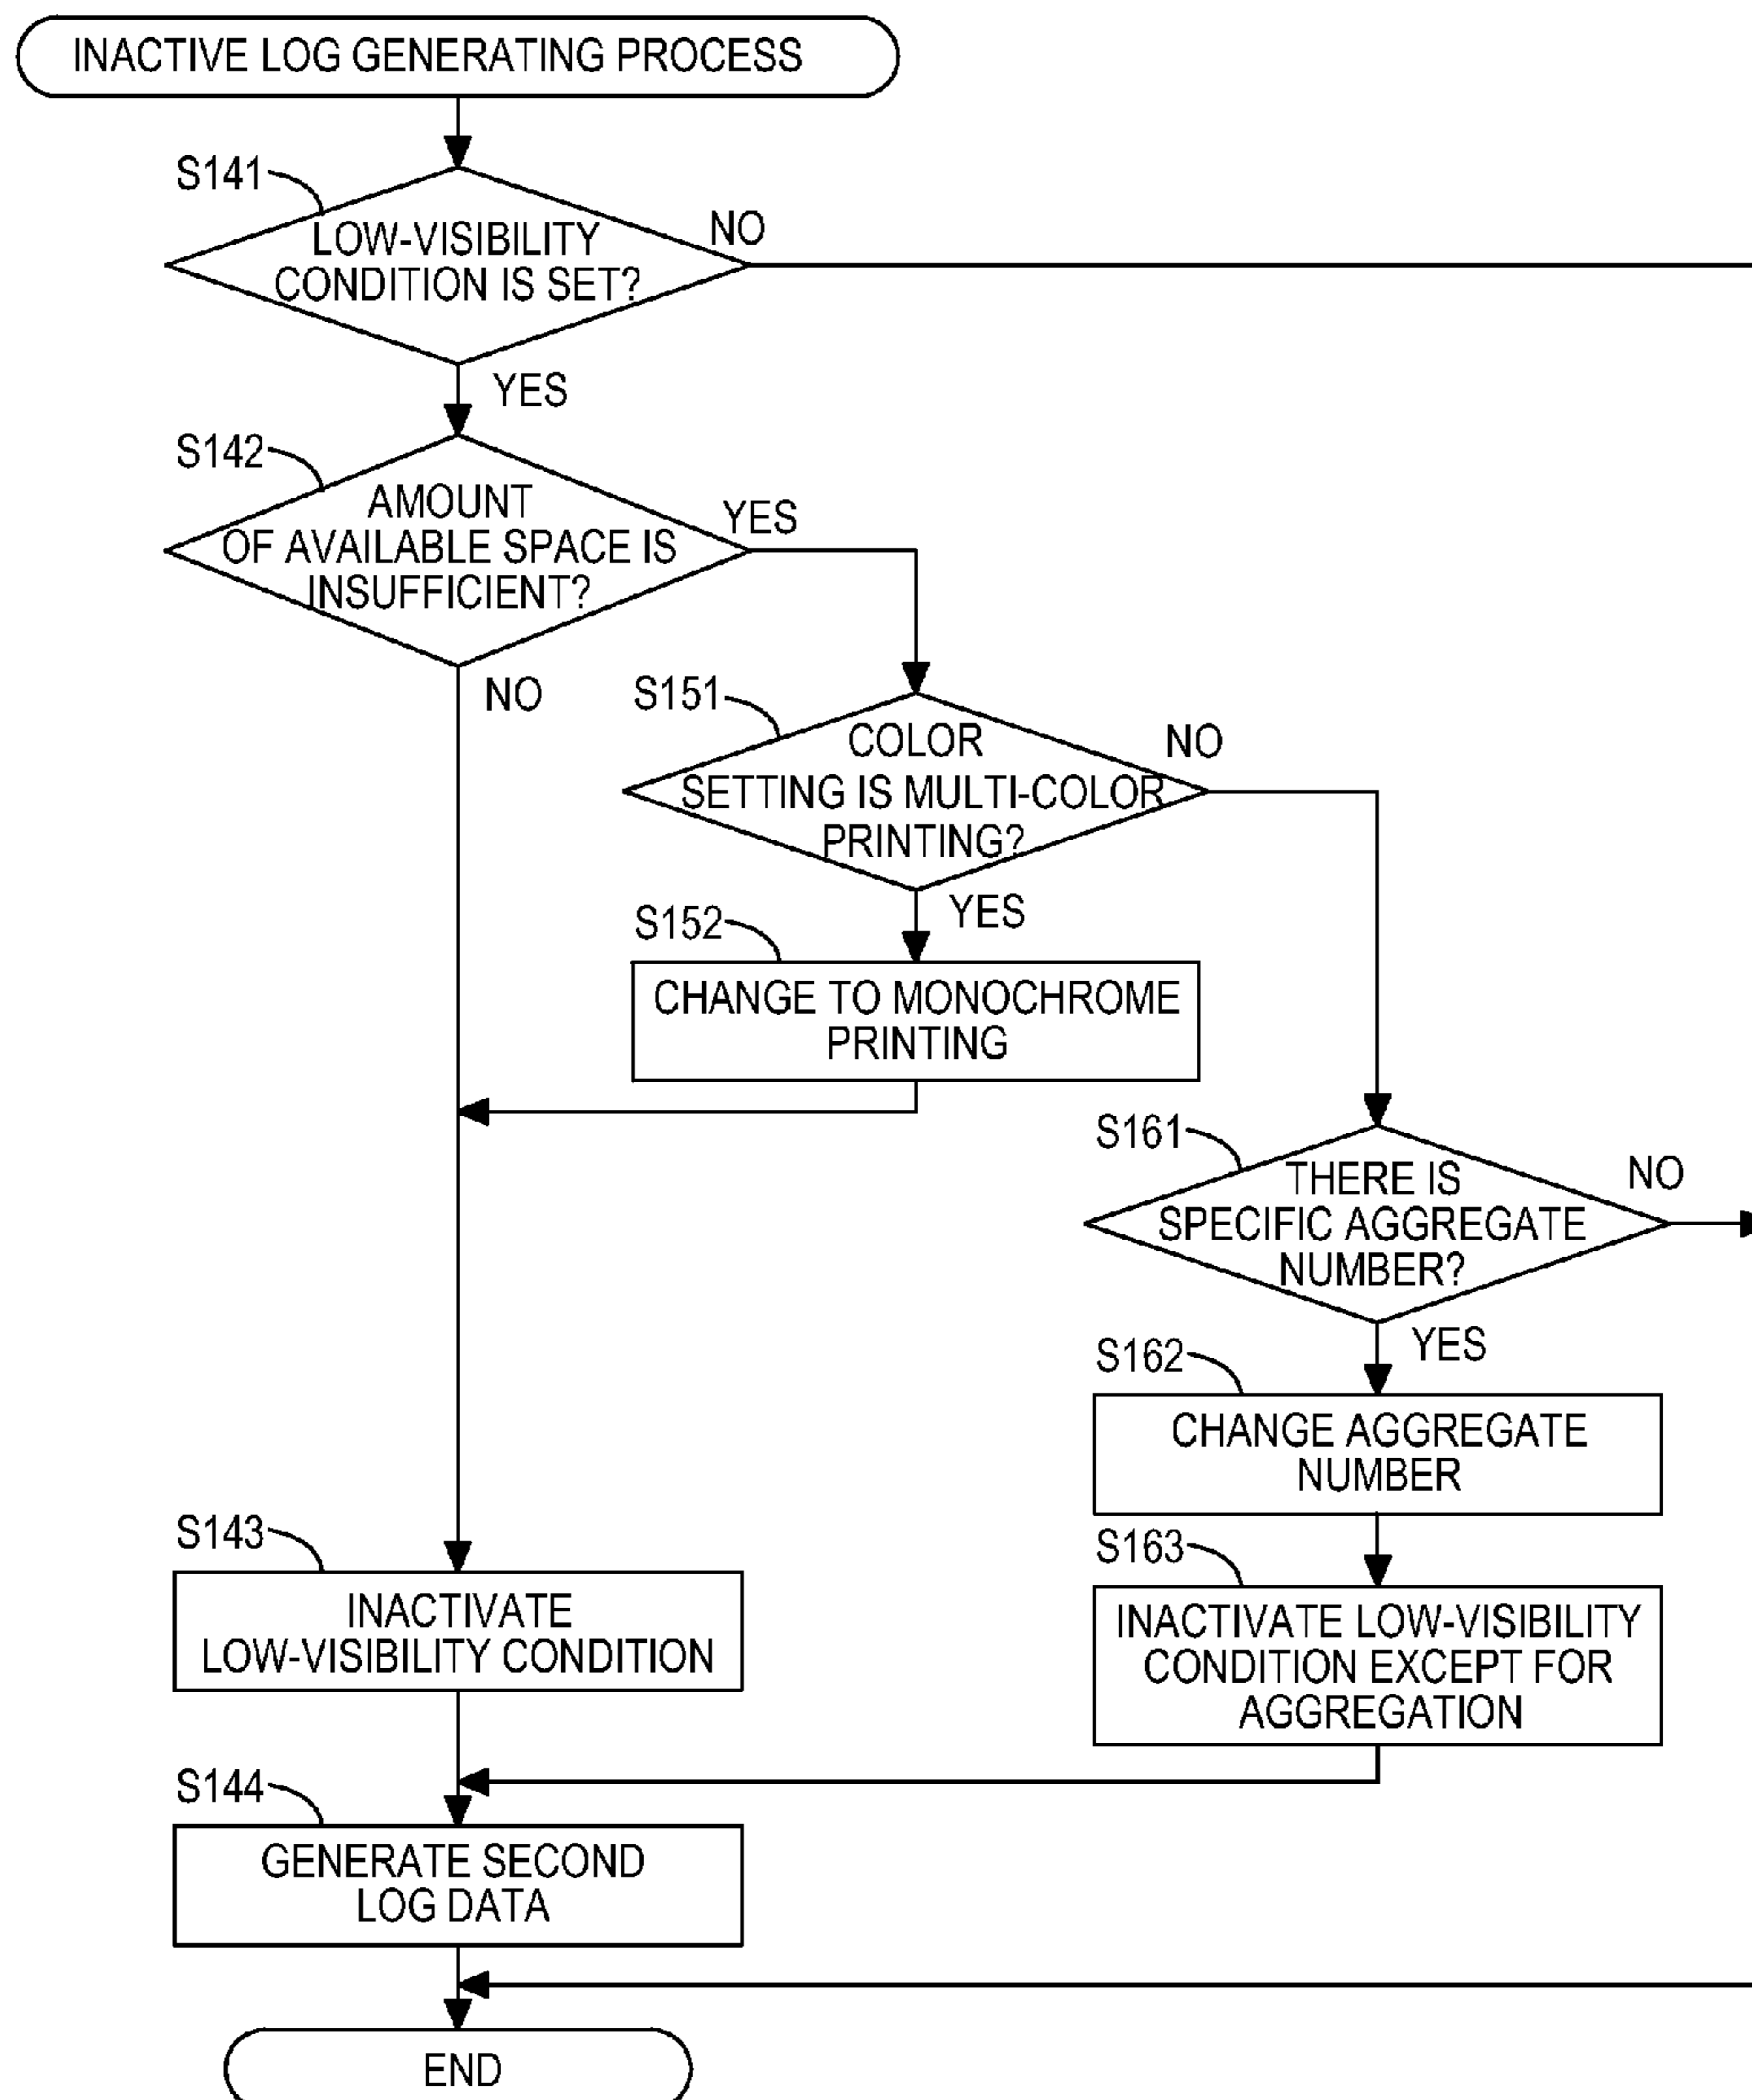 INACTIVE LOG GENERATING PROCESS
S141
LOW-VISIBILITY
CONDITION IS SET?
NO
YES
S142
AMOUNT
OF AVAILABLE SPACE IS
INSUFFICIENT?
YES
NO
S151
COLOR
SETTING IS MULTI-COLOR
PRINTING?
NO
YES
S152
CHANGE TO MONOCHROME
PRINTING
S161
THERE IS
SPECIFIC AGGREGATE
NUMBER?
NO
YES
S162
CHANGE AGGREGATE
NUMBER
S143
INACTIVATE
LOW-VISIBILITY CONDITION
S163
INACTIVATE LOW-VISIBILITY
CONDITION EXCEPT FOR
AGGREGATION
S144
GENERATE SECOND
LOG DATA
END